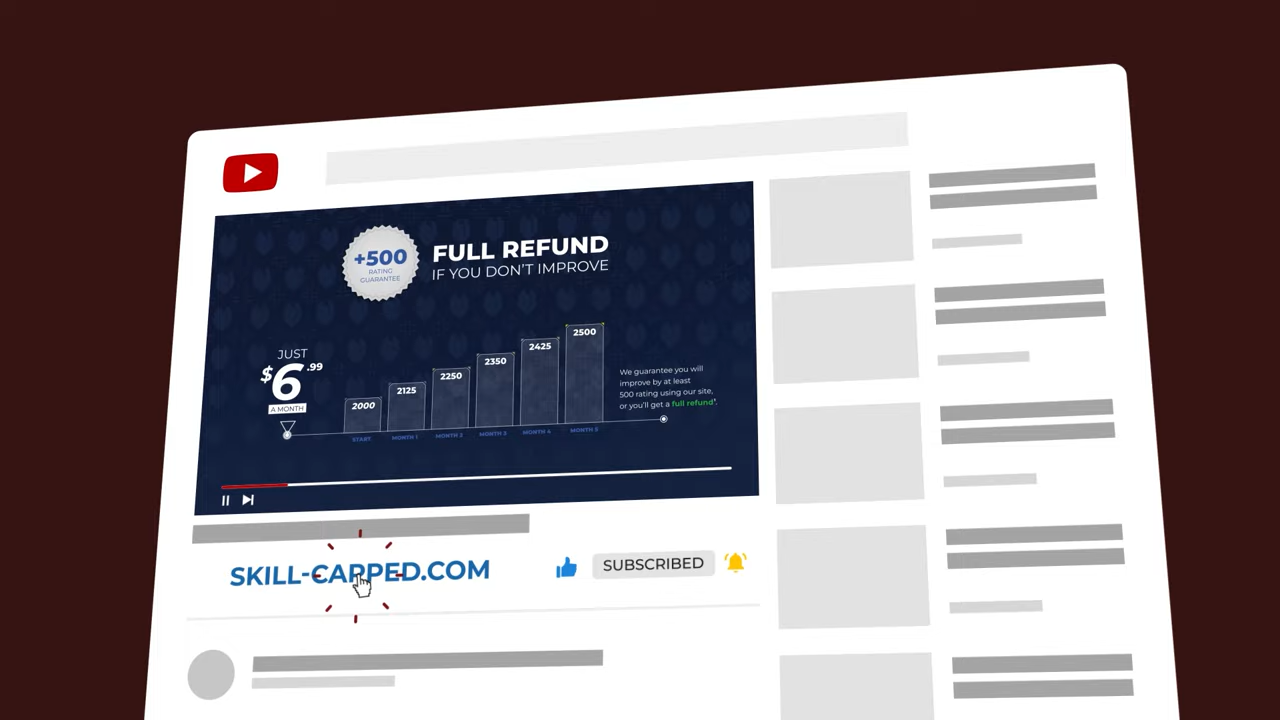 +500
RATING
GUARANTEE
FULL REFUND
IF YOU DON'T IMPROVE
JUST
$6.99
A MONTH
2000
2125
2250
2350
2425
2500
START
MONTH 1
MONTH 2
MONTH 3
MONTH 4
MONTH 5
We guarantee you will
improve by at least
500 rating using our site,
or you'll get a full refund*.
SKILL-CARPED.COM
SUBSCRIBED